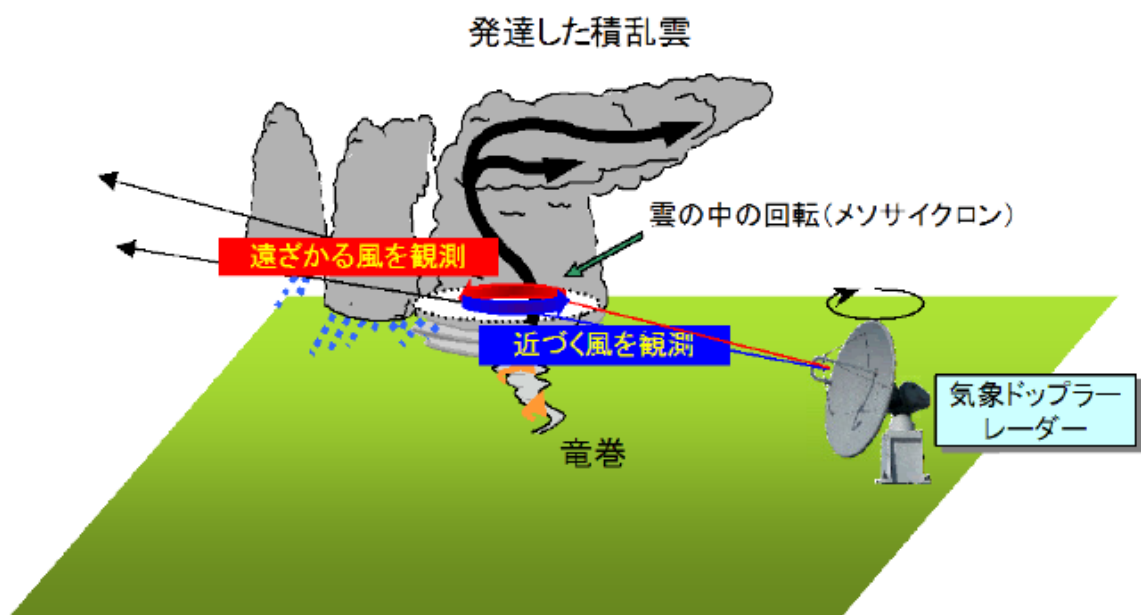 発達した積乱雲
雲の中の回転(メソサイクロン)
遠ざかる風を観測
近づく風を観測
気象ドップラー
レーダー
竜巻